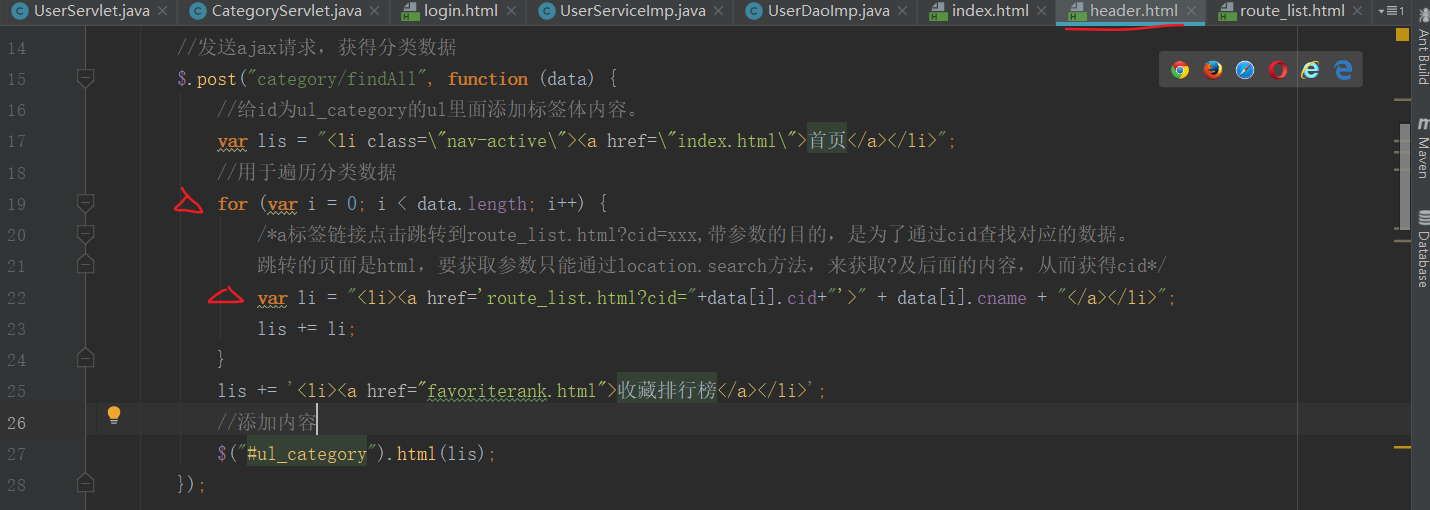 UserServlet.java CategoryServlet.java login.html UserServiceImp.java UserDaoImp.java index.html header.html route_list.html 1
14 //发送ajax请求，获得分类数据
15 $.post("category/findAll", function (data) {
16 //给id为ul_category的ul里面添加标签体内容。
17 var lis = "<li class=\"nav-active\"><a href=\"index.html\">首页</a></li>";
18 //用于遍历分类数据
19 for (var i = 0; i < data.length; i++) {
20 /*a标签链接点击跳转到route_list.html?cid=xxx,带参数的目的，是为了通过cid查找对应的数据。
21 跳转的页面是html，要获取参数只能通过location.search方法，来获取?及后面的内容，从而获得cid*/
22 var li = "<li><a href='route_list.html?cid="+data[i].cid+"'>" + data[i].cname + "</a></li>";
23 lis += li;
24 }
25 lis += '<li><a href="favoriterank.html">收藏排行榜</a></li>';
26 //添加内容
27 $("#ul_category").html(lis);
28 });
Ant Build
Maven
Database